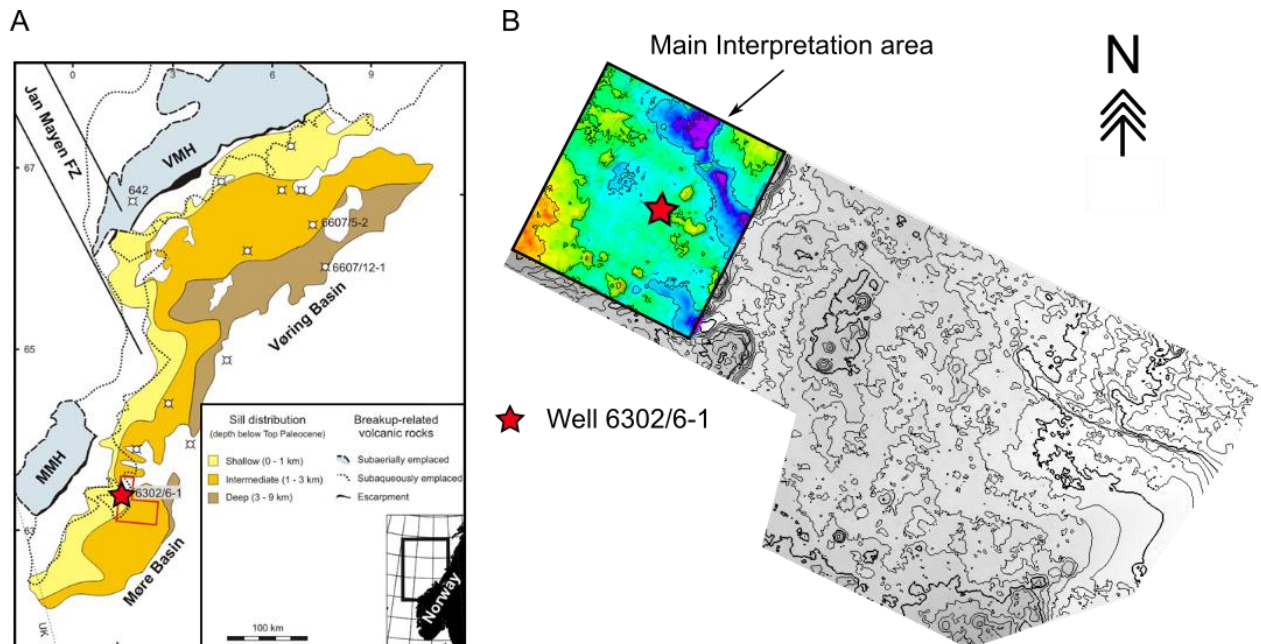 A
B
0
3
6
9
Main Interpretation area
N
Jan Mayen FZ
VMH
67
642
6607/5-2
6607/12-1
Vøring Basin
65
MMH
6302/6-1
63
Møre Basin
UK
Sill distribution
(depth below Top Paleocene)
Shallow (0 - 1 km)
Intermediate (1 - 3 km)
Deep (3 - 9 km)
Breakup-related
volcanic rocks
Subaerially emplaced
Subaqueously emplaced
Escarpment
100 km
Norway
Well 6302/6-1